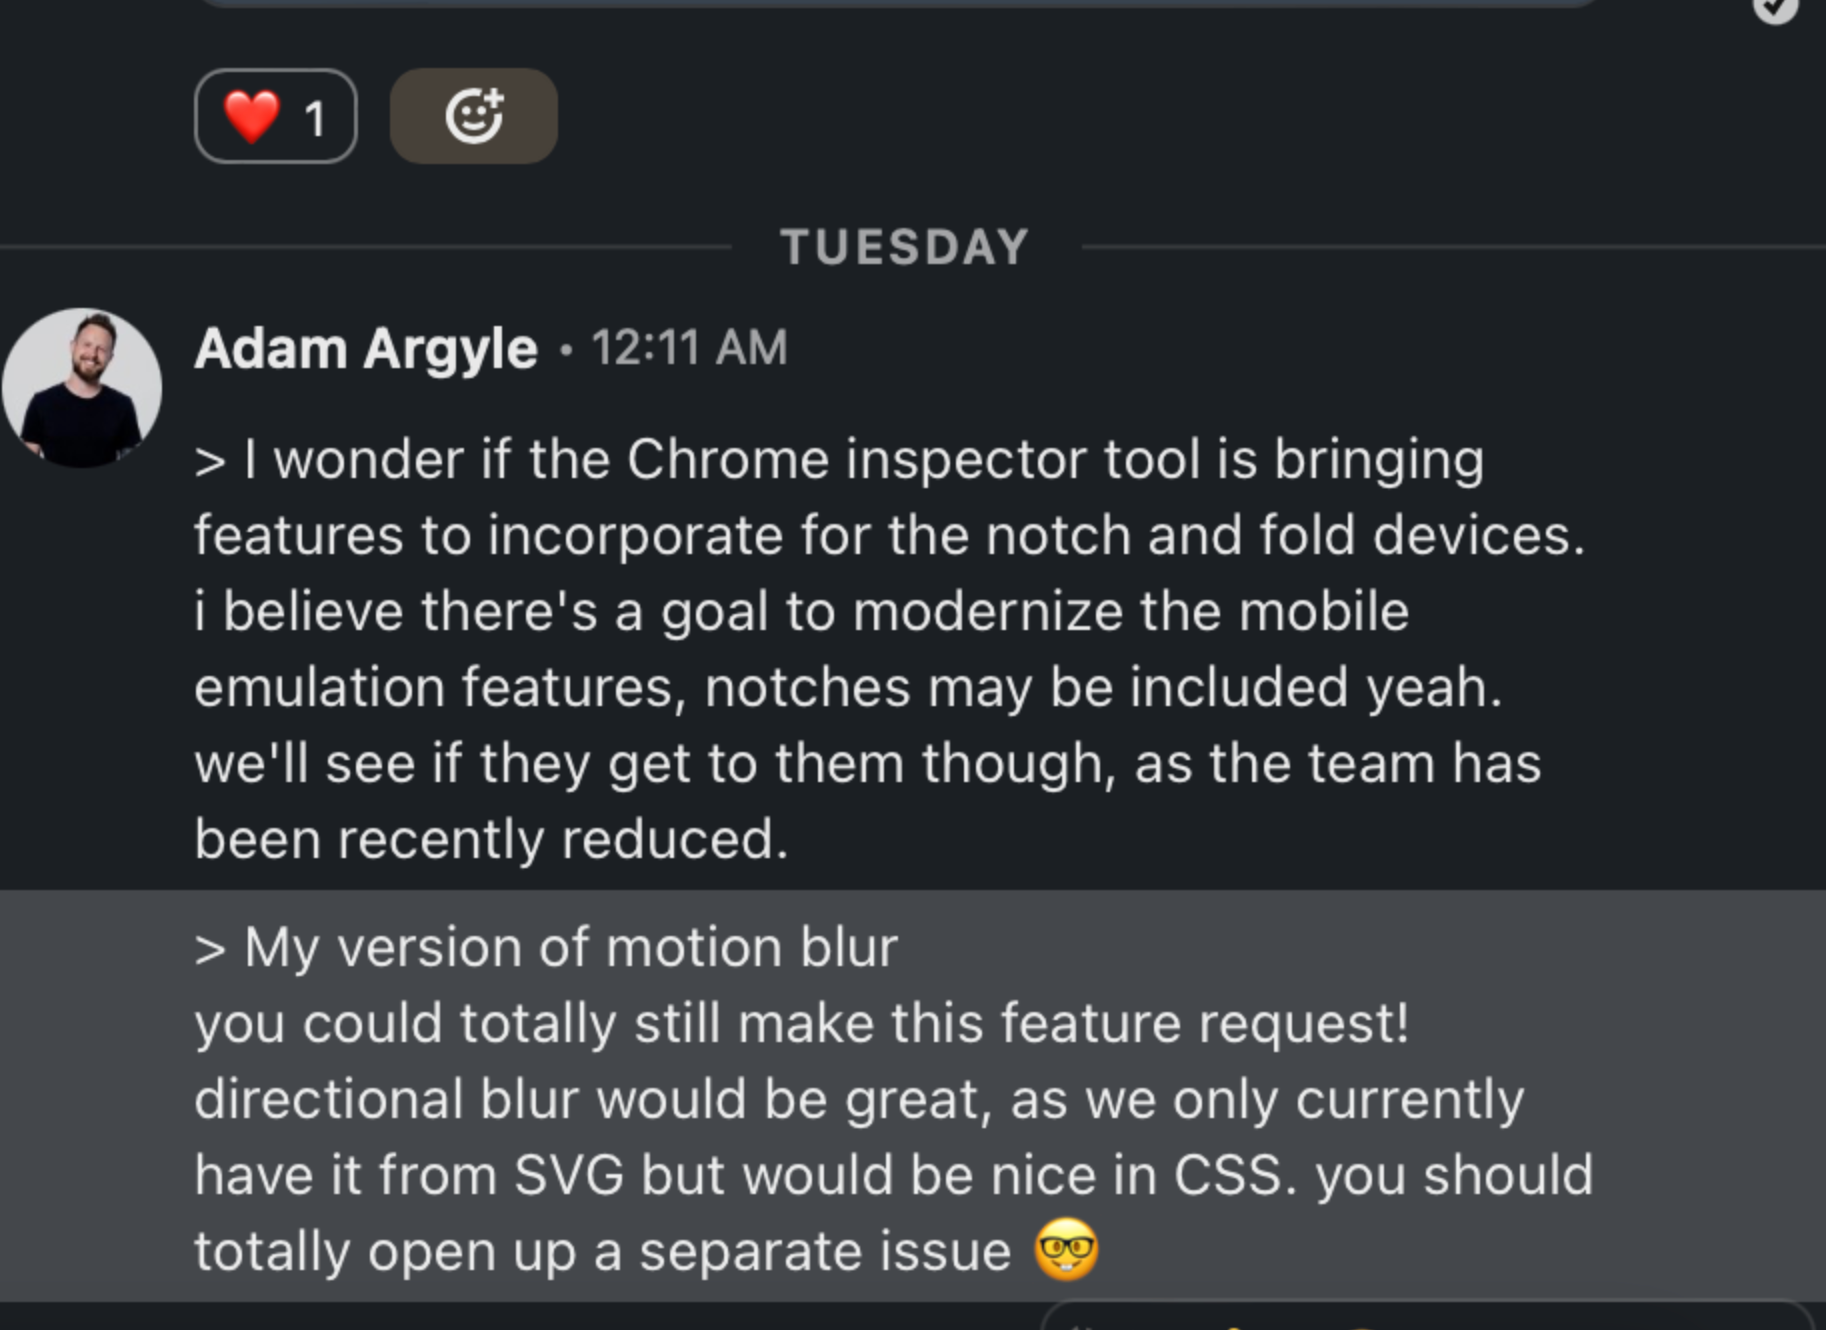 ❤️ 1
TUESDAY
Adam Argyle • 12:11 AM
> I wonder if the Chrome inspector tool is bringing
features to incorporate for the notch and fold devices.
i believe there's a goal to modernize the mobile
emulation features, notches may be included yeah.
we'll see if they get to them though, as the team has
been recently reduced.
> My version of motion blur
you could totally still make this feature request!
directional blur would be great, as we only currently
have it from SVG but would be nice in CSS. you should
totally open up a separate issue 🤓